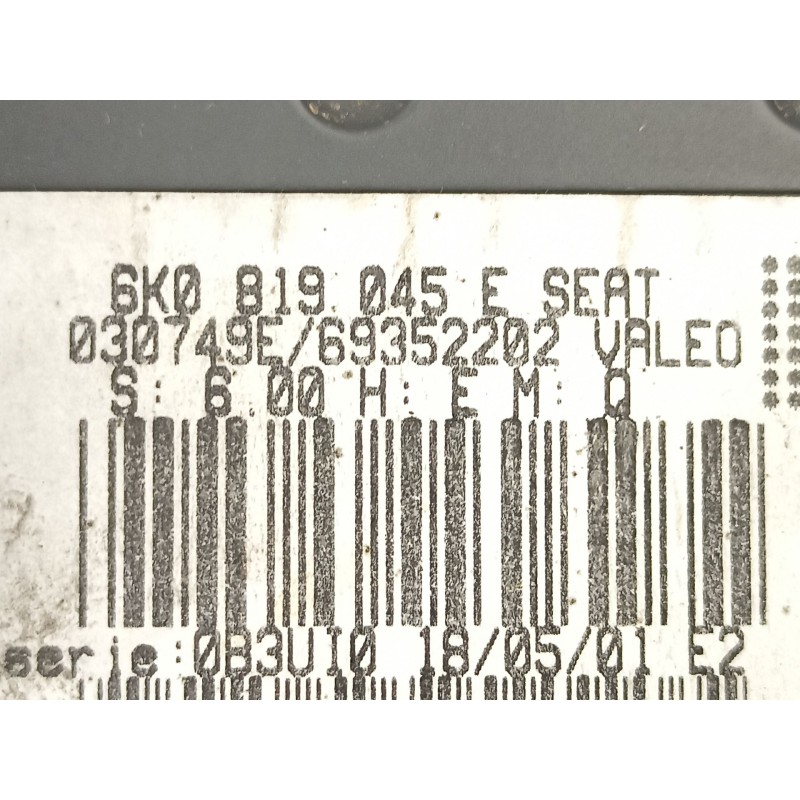 6K0 819 045 E SEAT
030749E/69352202 VALEO
S: 6.00 H: E M: Q
serie:0B3UI0 18/05/01 E2